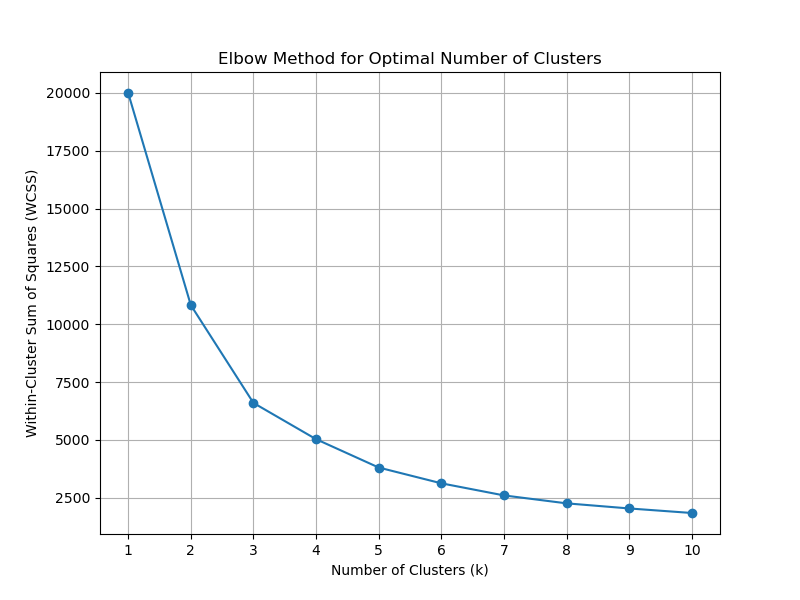 Elbow Method for Optimal Number of Clusters
20000
17500
15000
12500
10000
7500
5000
2500
Within-Cluster Sum of Squares (WCSS)
1 2 3 4 5 6 7 8 9 10
Number of Clusters (k)